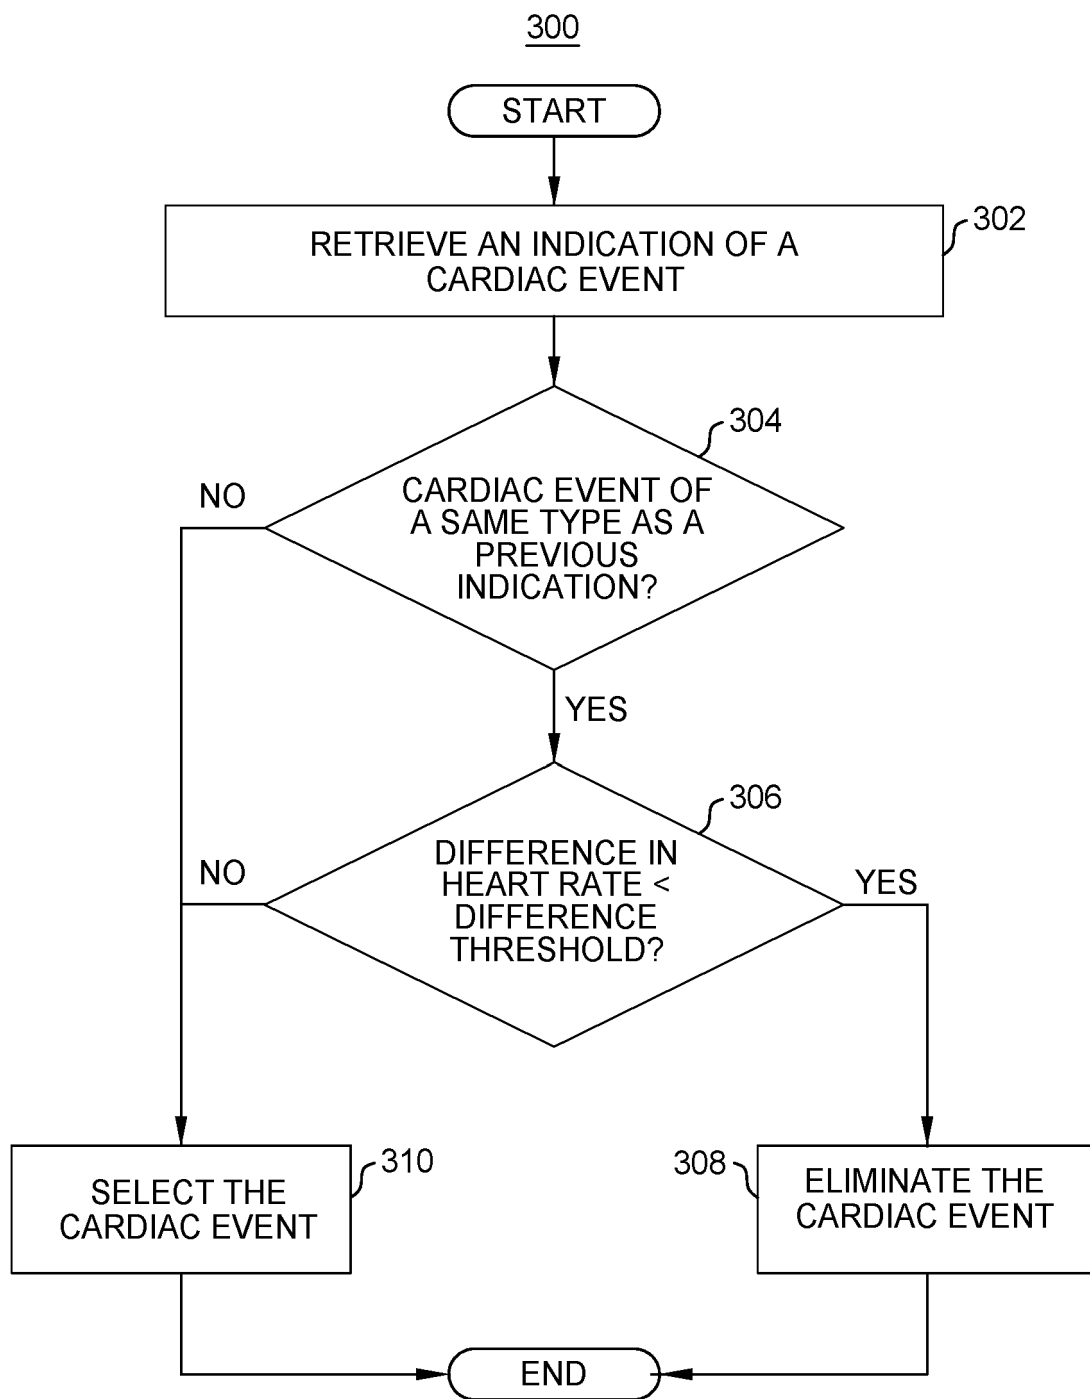 300
START
RETRIEVE AN INDICATION OF A
CARDIAC EVENT
302
304
CARDIAC EVENT OF
A SAME TYPE AS A
PREVIOUS
INDICATION?
NO
YES
306
DIFFERENCE IN
HEART RATE <
DIFFERENCE
THRESHOLD?
NO
YES
310
SELECT THE
CARDIAC EVENT
308
ELIMINATE THE
CARDIAC EVENT
END